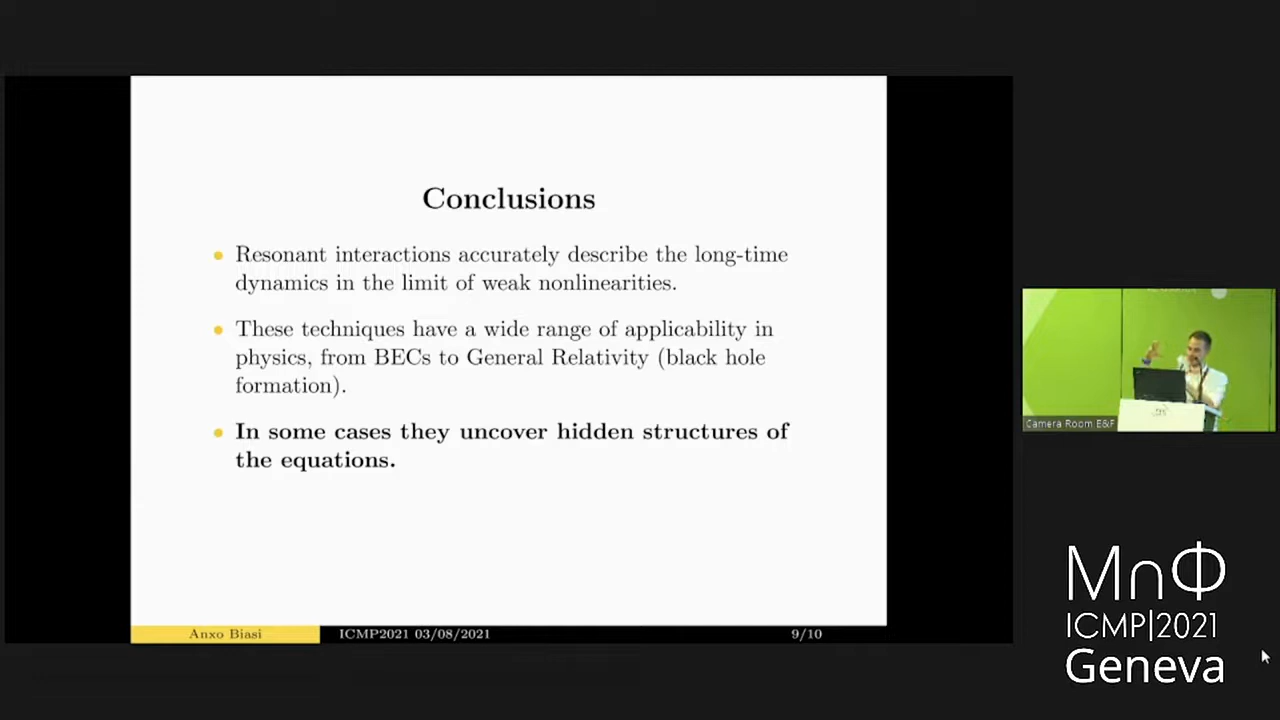 Conclusions
• Resonant interactions accurately describe the long-time
dynamics in the limit of weak nonlinearities.
• These techniques have a wide range of applicability in
physics, from BECs to General Relativity (black hole
formation).
• In some cases they uncover hidden structures of
the equations.
Anxo Biasi
ICMP2021 03/08/2021
9/10
Camera Room E&F
M∩Φ
ICMP|2021
Geneva